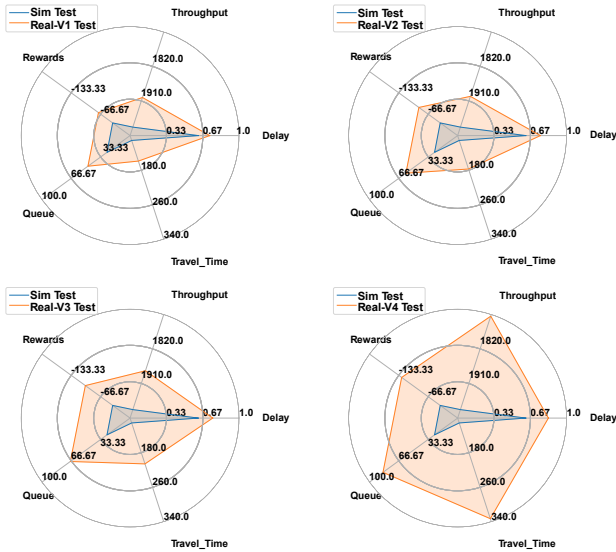 Sim Test
Real-V1 Test
Throughput
1820.0
Rewards
-133.33
1910.0
-66.67
0.33
0.67
1.0
Delay
33.33
66.67
180.0
100.0
Queue
260.0
340.0
Travel_Time
Sim Test
Real-V2 Test
Throughput
1820.0
Rewards
-133.33
1910.0
-66.67
0.33
0.67
1.0
Delay
33.33
66.67
180.0
100.0
Queue
260.0
340.0
Travel_Time
Sim Test
Real-V3 Test
Throughput
1820.0
Rewards
-133.33
1910.0
-66.67
0.33
0.67
1.0
Delay
33.33
66.67
180.0
100.0
Queue
260.0
340.0
Travel_Time
Sim Test
Real-V4 Test
Throughput
1820.0
Rewards
-133.33
1910.0
-66.67
0.33
0.67
1.0
Delay
33.33
66.67
180.0
100.0
Queue
260.0
340.0
Travel_Time